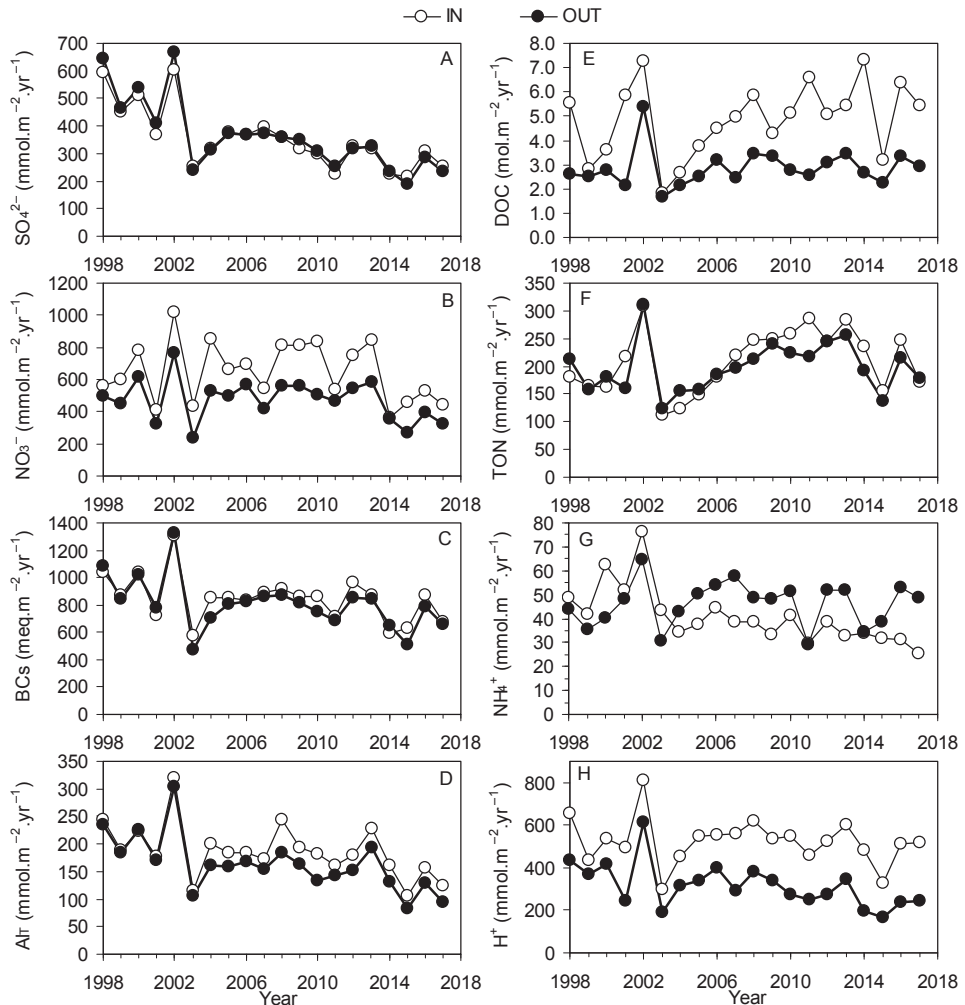 IN OUT
A
SO₄²⁻ (mmol.m⁻².yr⁻¹)
700
600
500
400
300
200
100
0
1998 2002 2006 2010 2014 2018
B
NO₃⁻ (mmol.m⁻².yr⁻¹)
1200
1000
800
600
400
200
0
1998 2002 2006 2010 2014 2018
C
BCs (meq.m⁻².yr⁻¹)
1400
1200
1000
800
600
400
200
0
1998 2002 2006 2010 2014 2018
D
Alₜ (mmol.m⁻².yr⁻¹)
350
300
250
200
150
100
50
0
1998 2002 2006 2010 2014 2018
Year
E
DOC (mol.m⁻².yr⁻¹)
8.0
7.0
6.0
5.0
4.0
3.0
2.0
1.0
0.0
1998 2002 2006 2010 2014 2018
F
TON (mmol.m⁻².yr⁻¹)
350
300
250
200
150
100
50
0
1998 2002 2006 2010 2014 2018
G
NH₄⁺ (mmol.m⁻².yr⁻¹)
80
70
60
50
40
30
20
10
0
1998 2002 2006 2010 2014 2018
H
H⁺ (mmol.m⁻².yr⁻¹)
800
600
400
200
0
1998 2002 2006 2010 2014 2018
Year